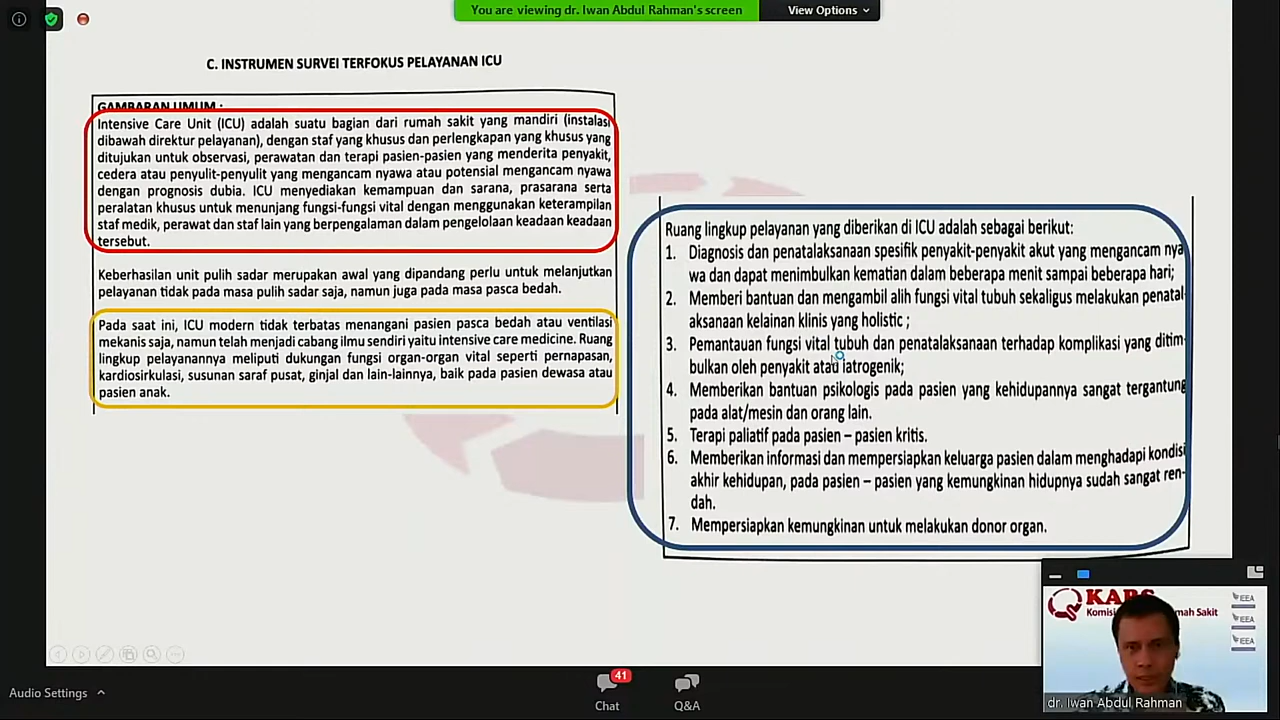 You are viewing dr. Iwan Abdul Rahman's screen
View Options
C. INSTRUMEN SURVEI TERFOKUS PELAYANAN ICU
GAMBARAN UMUM :
Intensive Care Unit (ICU) adalah suatu bagian dari rumah sakit yang mandiri (instalasi
dibawah direktur pelayanan), dengan staf yang khusus dan perlengkapan yang khusus yang
ditujukan untuk observasi, perawatan dan terapi pasien-pasien yang menderita penyakit,
cedera atau penyulit-penyulit yang mengancam nyawa atau potensial mengancam nyawa
dengan prognosis dubia. ICU menyediakan kemampuan dan sarana, prasarana serta
peralatan khusus untuk menunjang fungsi-fungsi vital dengan menggunakan keterampilan
staf medik, perawat dan staf lain yang berpengalaman dalam pengelolaan keadaan keadaan
tersebut.
Keberhasilan unit pulih sadar merupakan awal yang dipandang perlu untuk melanjutkan
pelayanan tidak pada masa pulih sadar saja, namun juga pada masa pasca bedah.
Pada saat ini, ICU modern tidak terbatas menangani pasien pasca bedah atau ventilasi
mekanis saja, namun telah menjadi cabang ilmu sendiri yaitu intensive care medicine. Ruang
lingkup pelayanannya meliputi dukungan fungsi organ-organ vital seperti pernapasan,
kardiosirkulasi, susunan saraf pusat, ginjal dan lain-lainnya, baik pada pasien dewasa atau
pasien anak.
Ruang lingkup pelayanan yang diberikan di ICU adalah sebagai berikut:
1. Diagnosis dan penatalaksanaan spesifik penyakit-penyakit akut yang mengancam nya
wa dan dapat menimbulkan kematian dalam beberapa menit sampai beberapa hari;
2. Memberi bantuan dan mengambil alih fungsi vital tubuh sekaligus melakukan penatal-
aksanaan kelainan klinis yang holistic ;
3. Pemantauan fungsi vital tubuh dan penatalaksanaan terhadap komplikasi yang ditim-
bulkan oleh penyakit atau iatrogenik;
4. Memberikan bantuan psikologis pada pasien yang kehidupannya sangat tergantung
pada alat/mesin dan orang lain.
5. Terapi paliatif pada pasien – pasien kritis.
6. Memberikan informasi dan mempersiapkan keluarga pasien dalam menghadapi kondisi
akhir kehidupan, pada pasien – pasien yang kemungkinan hidupnya sudah sangat ren-
dah.
7. Mempersiapkan kemungkinan untuk melakukan donor organ.
KARS
IEEA
IEEA
IEEA
dr. Iwan Abdul Rahman
Audio Settings
41
Chat
Q&A